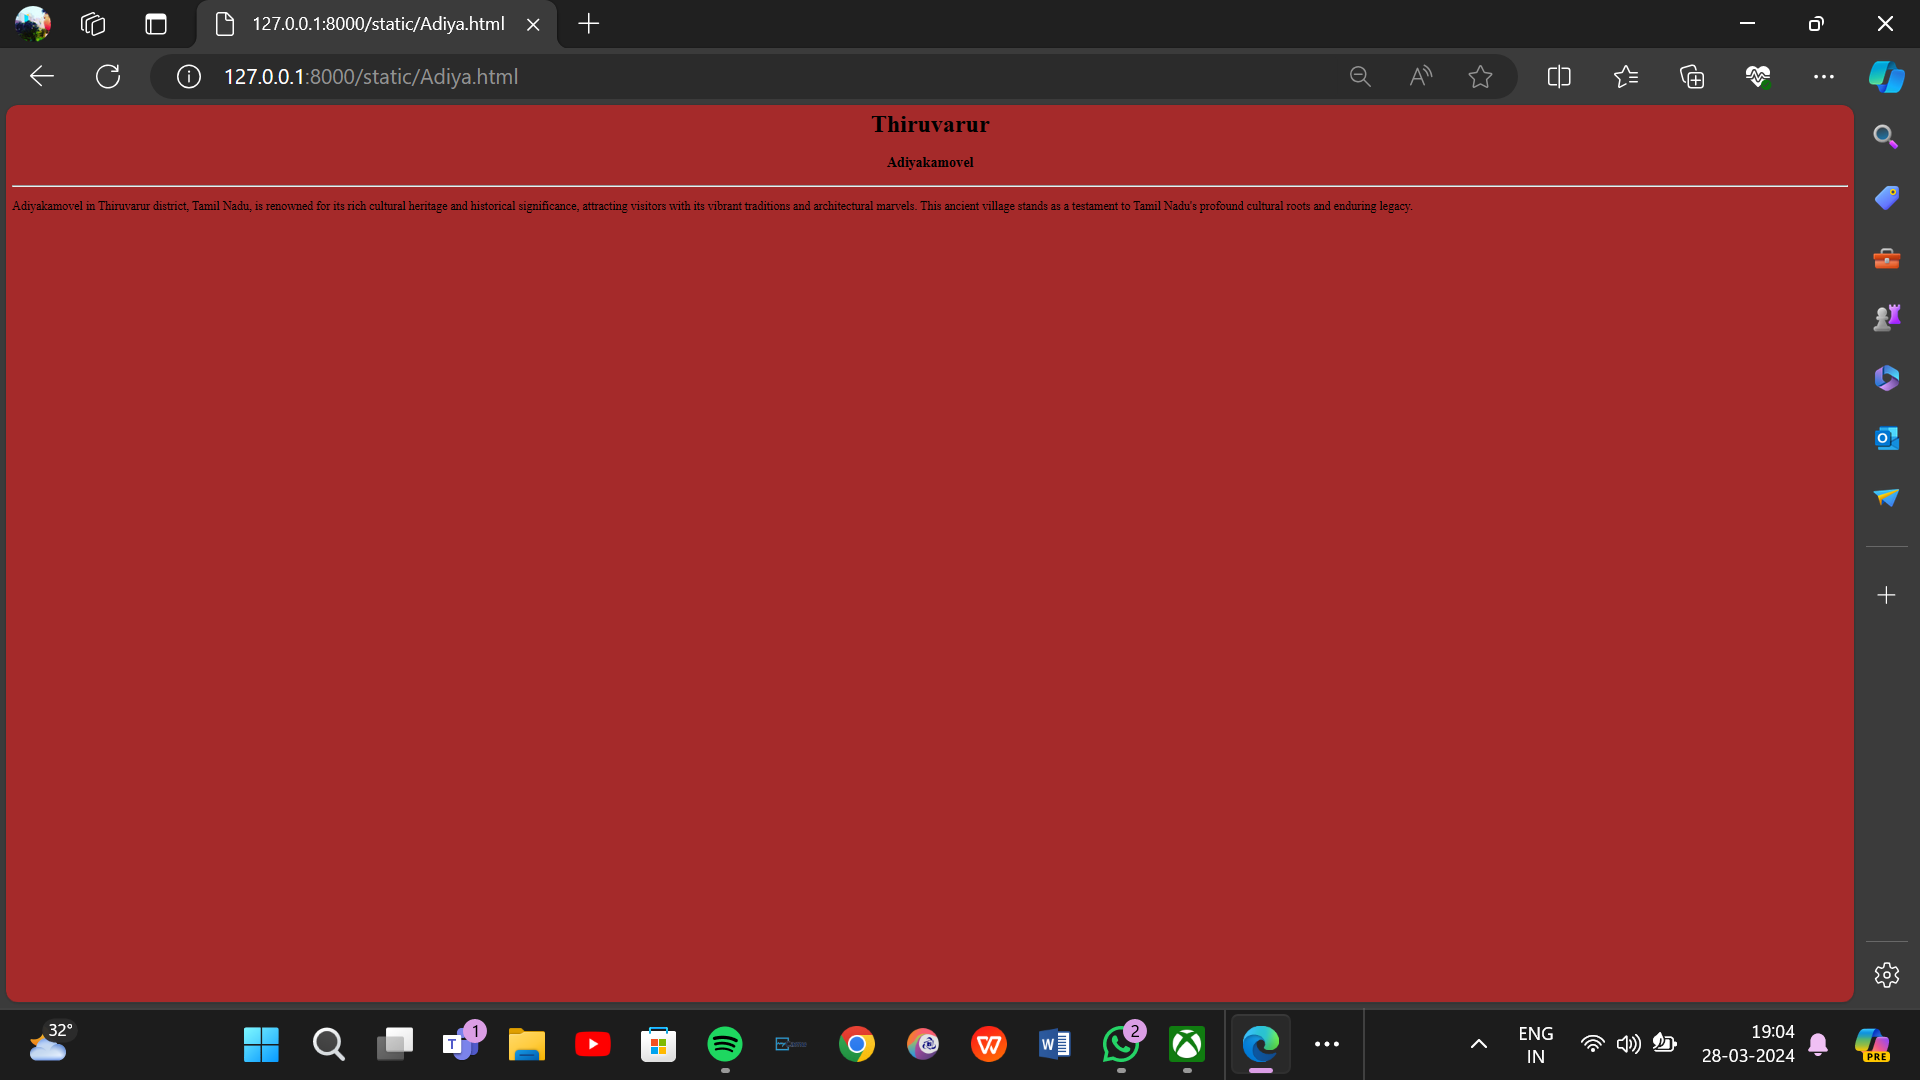 127.0.0.1:8000/static/Adiya.html
127.0.0.1:8000/static/Adiya.html
Thiruvarur
Adiyakamovel
Adiyakamovel in Thiruvarur district, Tamil Nadu, is renowned for its rich cultural heritage and historical significance, attracting visitors with its vibrant traditions and architectural marvels. This ancient village stands as a testament to Tamil Nadu's profound cultural roots and enduring legacy.
32°
1
2
ENG
IN
19:04
28-03-2024
PRE